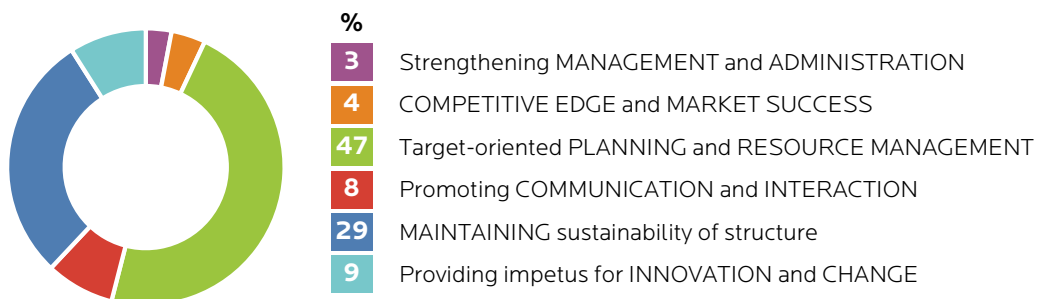 %
3 Strengthening MANAGEMENT and ADMINISTRATION
4 COMPETITIVE EDGE and MARKET SUCCESS
47 Target-oriented PLANNING and RESOURCE MANAGEMENT
8 Promoting COMMUNICATION and INTERACTION
29 MAINTAINING sustainability of structure
9 Providing impetus for INNOVATION and CHANGE